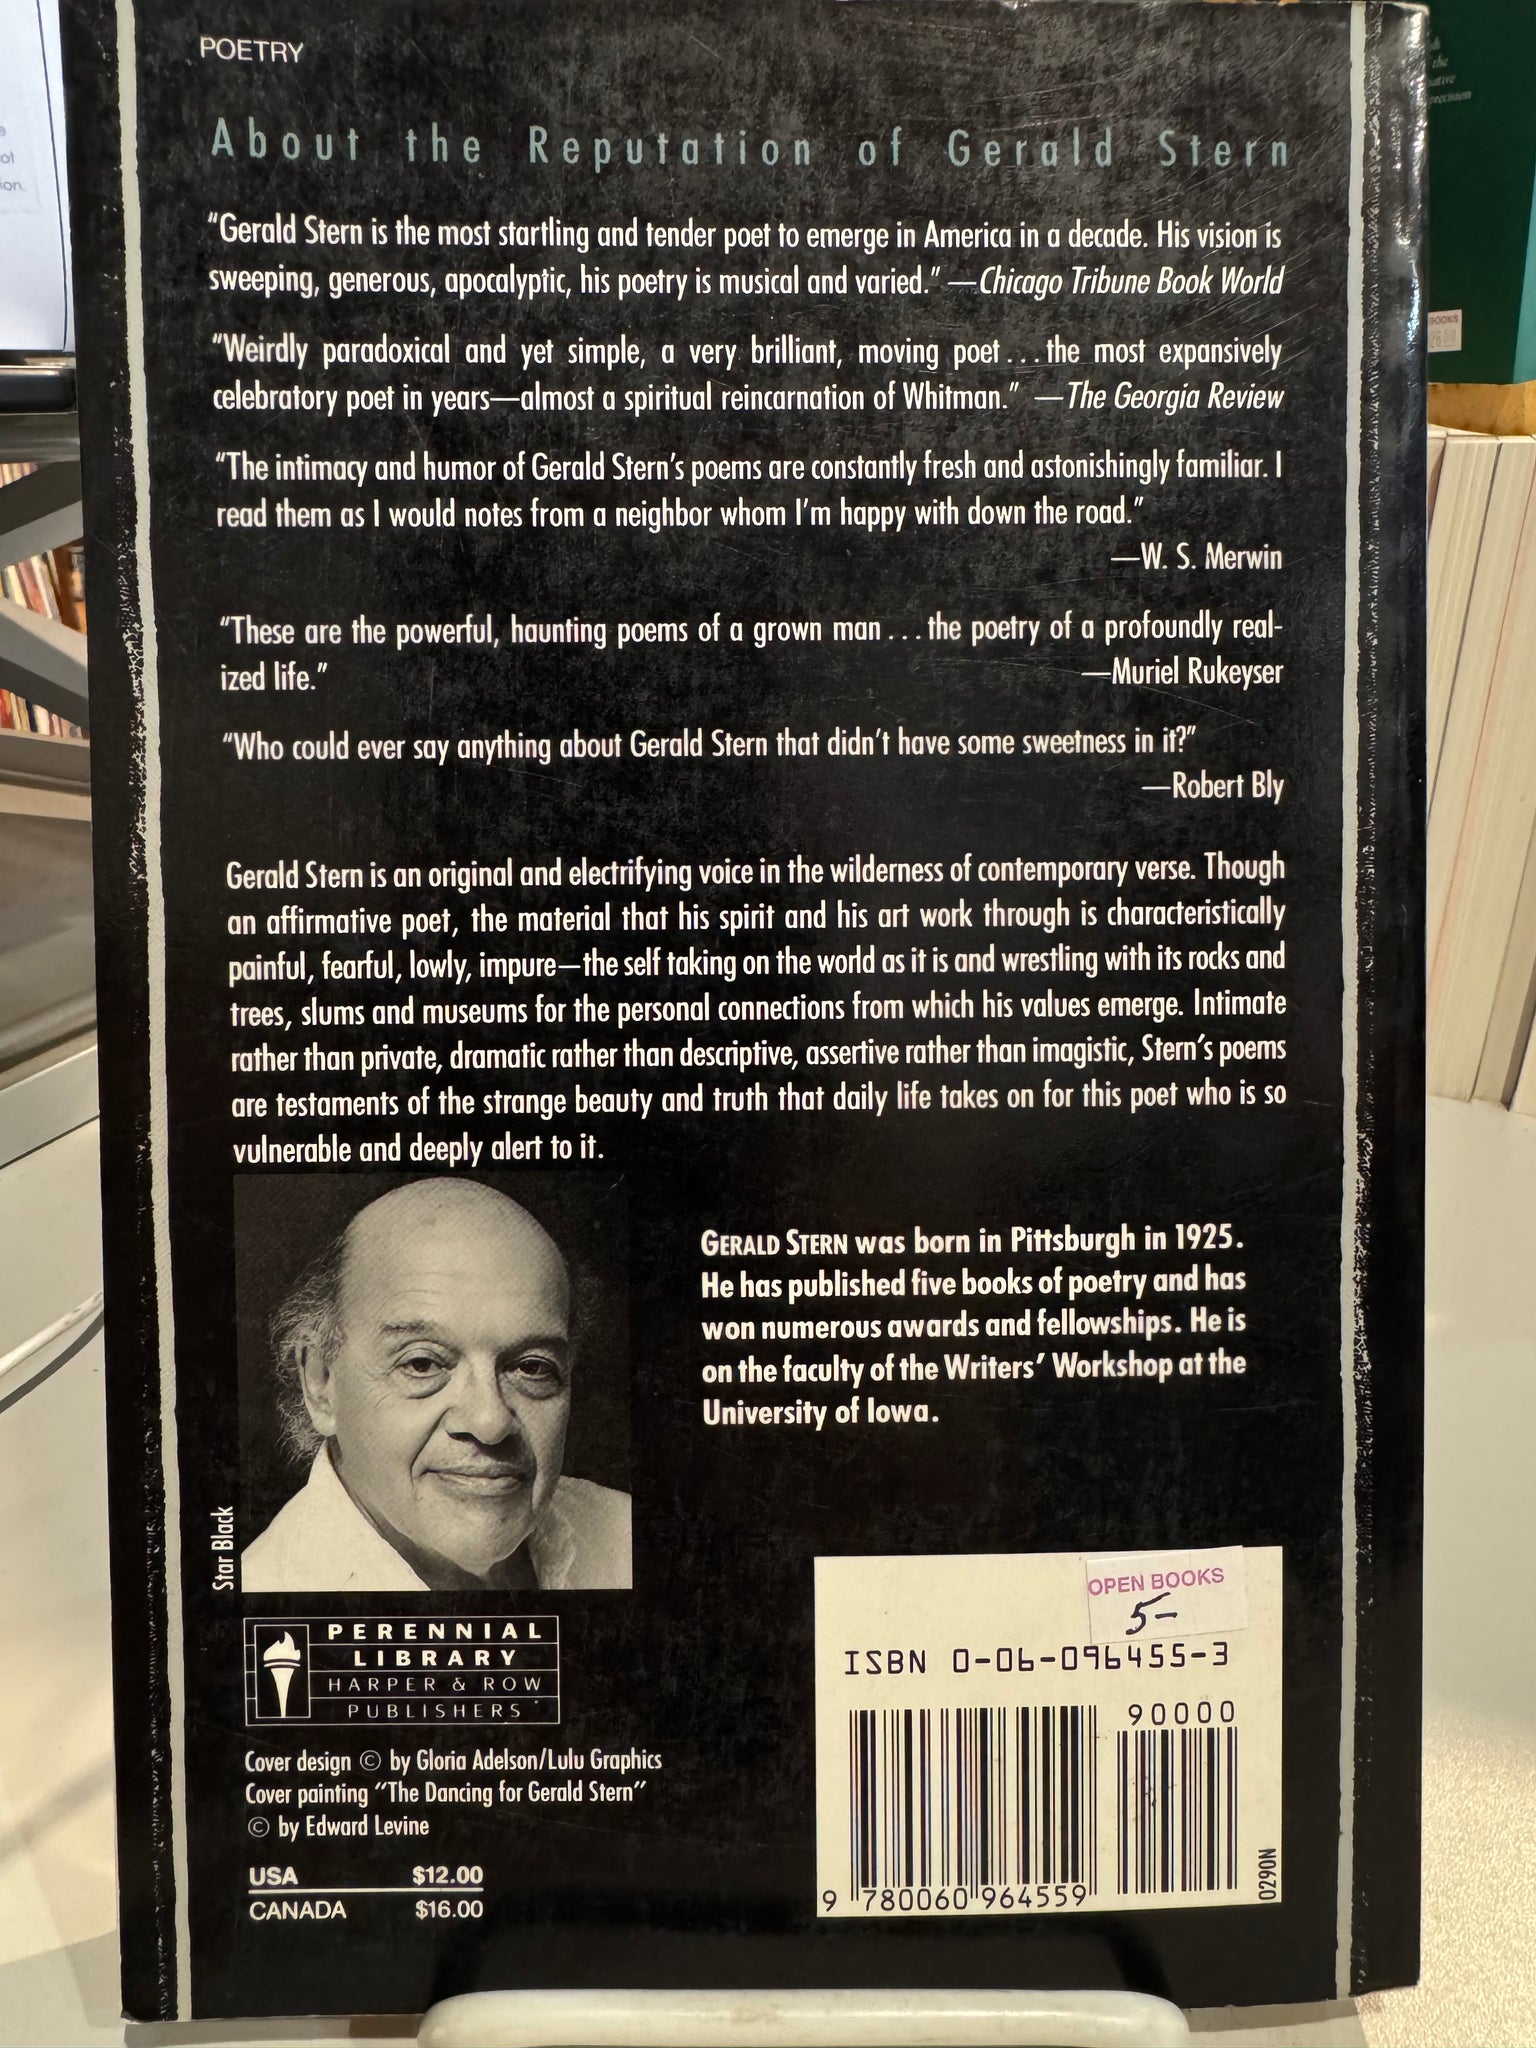 POETRY
About the Reputation of Gerald Stern
“Gerald Stern is the most startling and tender poet to emerge in America in a decade. His vision is
sweeping, generous, apocalyptic, his poetry is musical and varied.” —Chicago Tribune Book World
“Weirdly paradoxical and yet simple, a very brilliant, moving poet . . . the most expansively
celebratory poet in years—almost a spiritual reincarnation of Whitman.” —The Georgia Review
“The intimacy and humor of Gerald Stern’s poems are constantly fresh and astonishingly familiar. I
read them as I would notes from a neighbor whom I’m happy with down the road.”
—W. S. Merwin
“These are the powerful, haunting poems of a grown man . . . the poetry of a profoundly real-
ized life.” —Muriel Rukeyser
“Who could ever say anything about Gerald Stern that didn’t have some sweetness in it?”
—Robert Bly
Gerald Stern is an original and electrifying voice in the wilderness of contemporary verse. Though
an affirmative poet, the material that his spirit and his art work through is characteristically
painful, fearful, lowly, impure—the self taking on the world as it is and wrestling with its rocks and
trees, slums and museums for the personal connections from which his values emerge. Intimate
rather than private, dramatic rather than descriptive, assertive rather than imagistic, Stern’s poems
are testaments of the strange beauty and truth that daily life takes on for this poet who is so
vulnerable and deeply alert to it.
GERALD STERN was born in Pittsburgh in 1925.
He has published five books of poetry and has
won numerous awards and fellowships. He is
on the faculty of the Writers’ Workshop at the
University of Iowa.
Star Black
PERENNIAL
LIBRARY
HARPER & ROW
PUBLISHERS
Cover design © by Gloria Adelson/Lulu Graphics
Cover painting “The Dancing for Gerald Stern”
© by Edward Levine
USA $12.00
CANADA $16.00
OPEN BOOKS
5-
ISBN 0-06-096455-3
90000
9 780060 964559
0290N
the